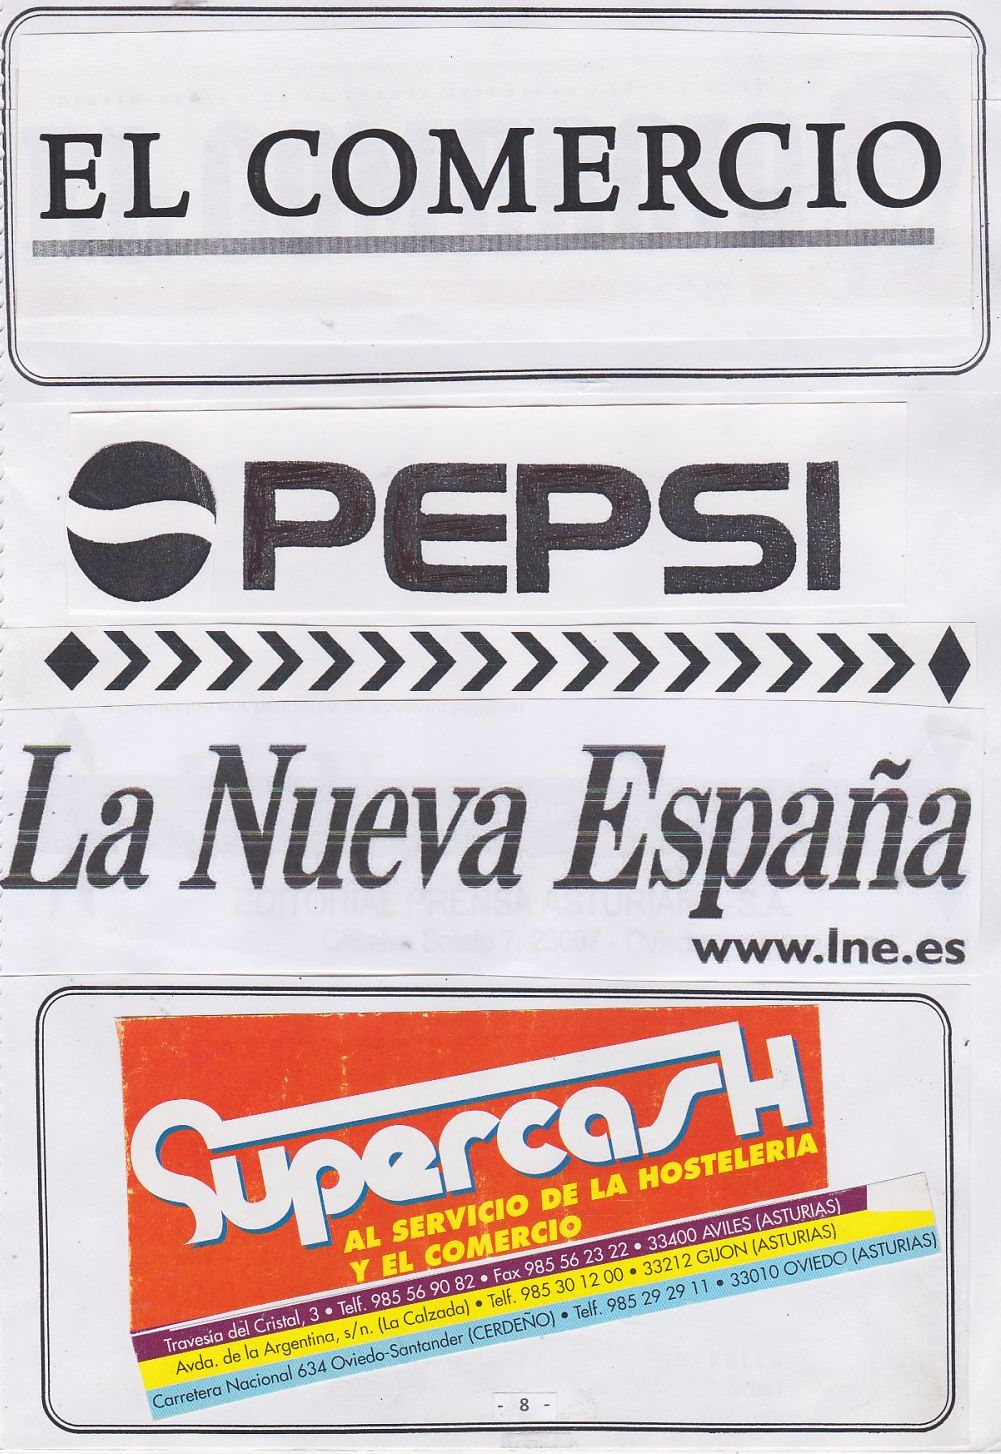 EL COMERCIO
PEPSI
La Nueva España
EDITORIAL PRENSA ASTURIANA S.A.
www.lne.es
Supercash
AL SERVICIO DE LA HOSTELERIA
Y EL COMERCIO
Travesía del Cristal, 3 • Telf. 985 56 90 82 • Fax 985 56 23 22 • 33400 AVILES (ASTURIAS)
Avda. de la Argentina, s/n. (La Calzada) • Telf. 985 30 12 00 • 33212 GIJON (ASTURIAS)
Carretera Nacional 634 Oviedo-Santander (CERDEÑO) • Telf. 985 29 29 11 • 33010 OVIEDO (ASTURIAS)
- 8 -